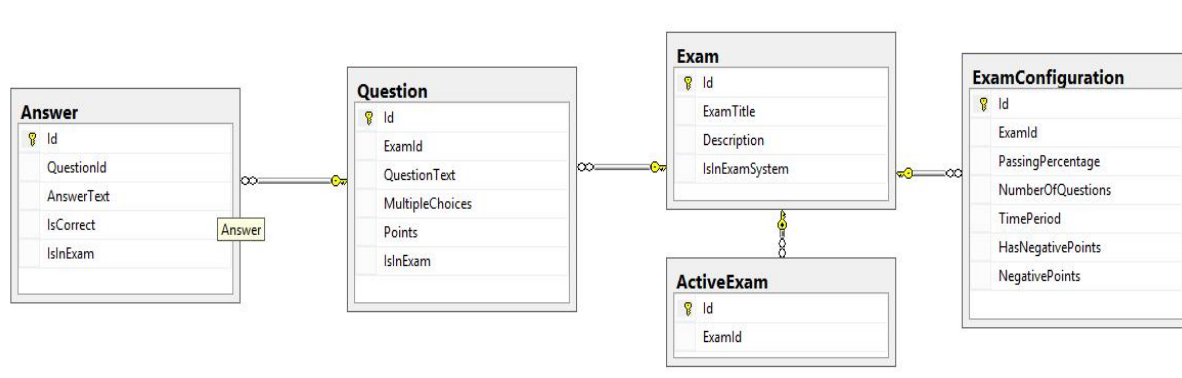 Answer
Id
QuestionId
AnswerText
IsCorrect
IsInExam
Answer
Question
Id
ExamId
QuestionText
MultipleChoices
Points
IsInExam
Exam
Id
ExamTitle
Description
IsInExamSystem
ActiveExam
Id
ExamId
ExamConfiguration
Id
ExamId
PassingPercentage
NumberOfQuestions
TimePeriod
HasNegativePoints
NegativePoints